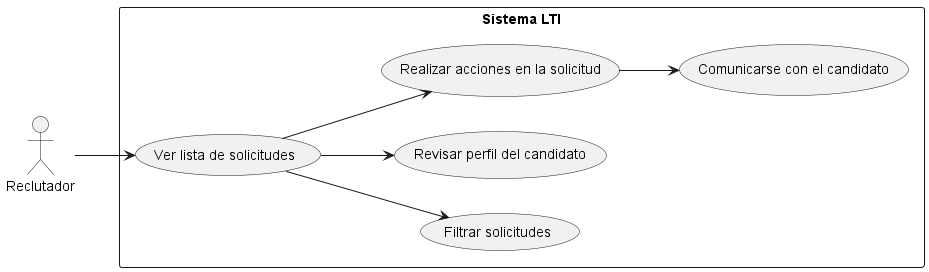 Sistema LTI
Realizar acciones en la solicitud
Comunicarse con el candidato
Ver lista de solicitudes
Revisar perfil del candidato
Reclutador
Filtrar solicitudes